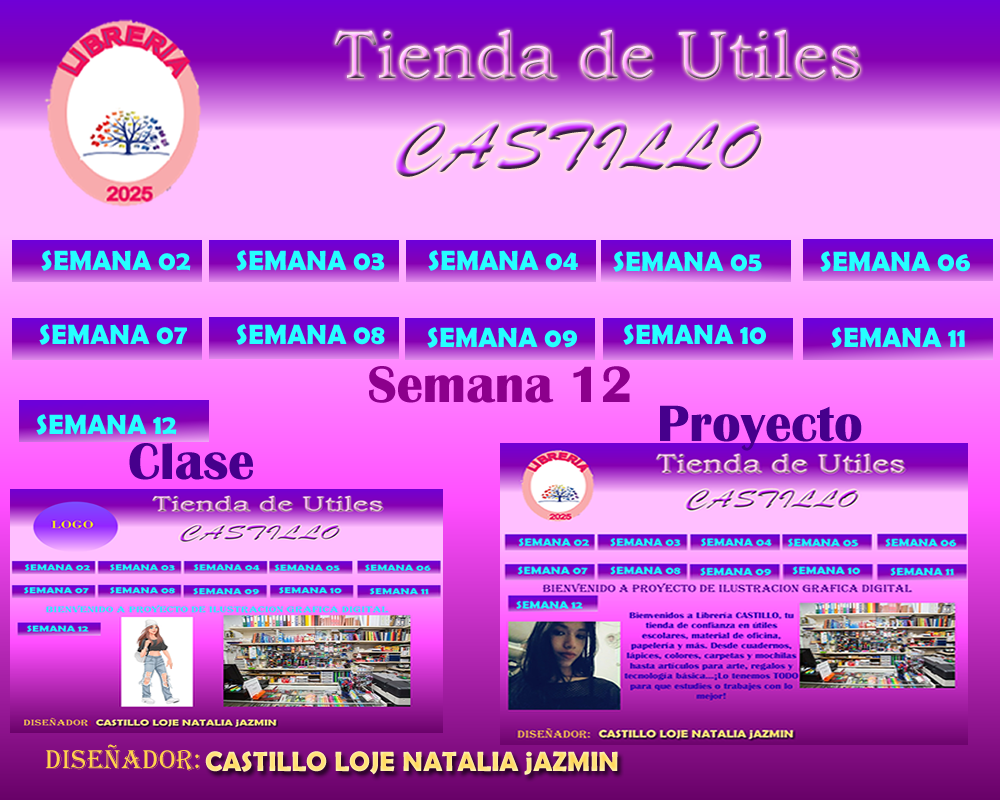 LIBRERIA
2025
Tienda de Utiles
CASTILLO
SEMANA 02 SEMANA 03 SEMANA 04 SEMANA 05 SEMANA 06
SEMANA 07 SEMANA 08 SEMANA 09 SEMANA 10 SEMANA 11
Semana 12
SEMANA 12
Clase
Proyecto
Tienda de Utiles
LOGO
CASTILLO
SEMANA 02 SEMANA 03 SEMANA 04 SEMANA 05 SEMANA 06
SEMANA 07 SEMANA 08 SEMANA 09 SEMANA 10 SEMANA 11
BIENVENIDO A PROYECTO DE ILUSTRACION GRAFICA DIGITAL
SEMANA 12
DISEÑADOR CASTILLO LOJE NATALIA jAZMIN
LIBRERIA
2025
Tienda de Utiles
CASTILLO
SEMANA 02 SEMANA 03 SEMANA 04 SEMANA 05 SEMANA 06
SEMANA 07 SEMANA 08 SEMANA 09 SEMANA 10 SEMANA 11
BIENVENIDO A PROYECTO DE ILUSTRACION GRAFICA DIGITAL
SEMANA 12
Bienvenidos a Librería CASTILLO, tu
tienda de confianza en útiles
escolares, material de oficina,
papelería y más. Desde cuadernos,
lápices, colores, carpetas y mochilas
hasta artículos para arte, regalos y
tecnología básica...¡Lo tenemos TODO
para que estudies o trabajes con lo
mejor!
DISEÑADOR: CASTILLO LOJE NATALIA jAZMIN
DISEÑADOR: CASTILLO LOJE NATALIA jAZMIN